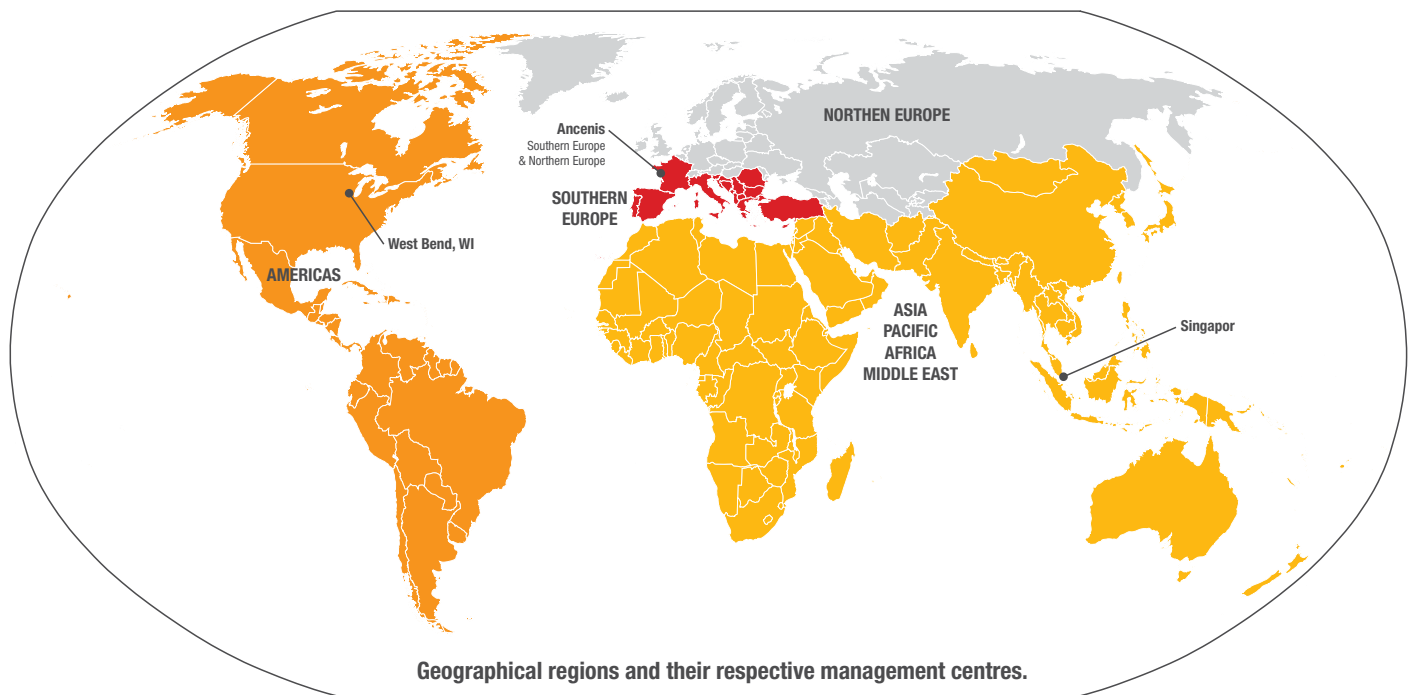 NORTHEN EUROPE
Ancenis
Southern Europe
& Northern Europe
SOUTHERN
EUROPE
West Bend, WI
AMERICAS
ASIA
PACIFIC
AFRICA
MIDDLE EAST
Singapor
Geographical regions and their respective management centres.